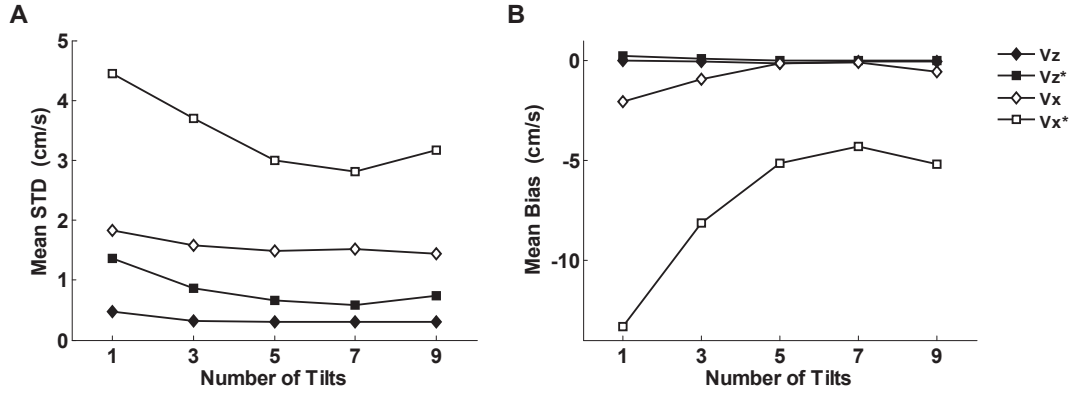 A
B
Mean STD (cm/s)
5
4
3
2
1
0
1 3 5 7 9
Number of Tilts
Mean Bias (cm/s)
0
-5
-10
1 3 5 7 9
Number of Tilts
Vz
Vz*
Vx
Vx*